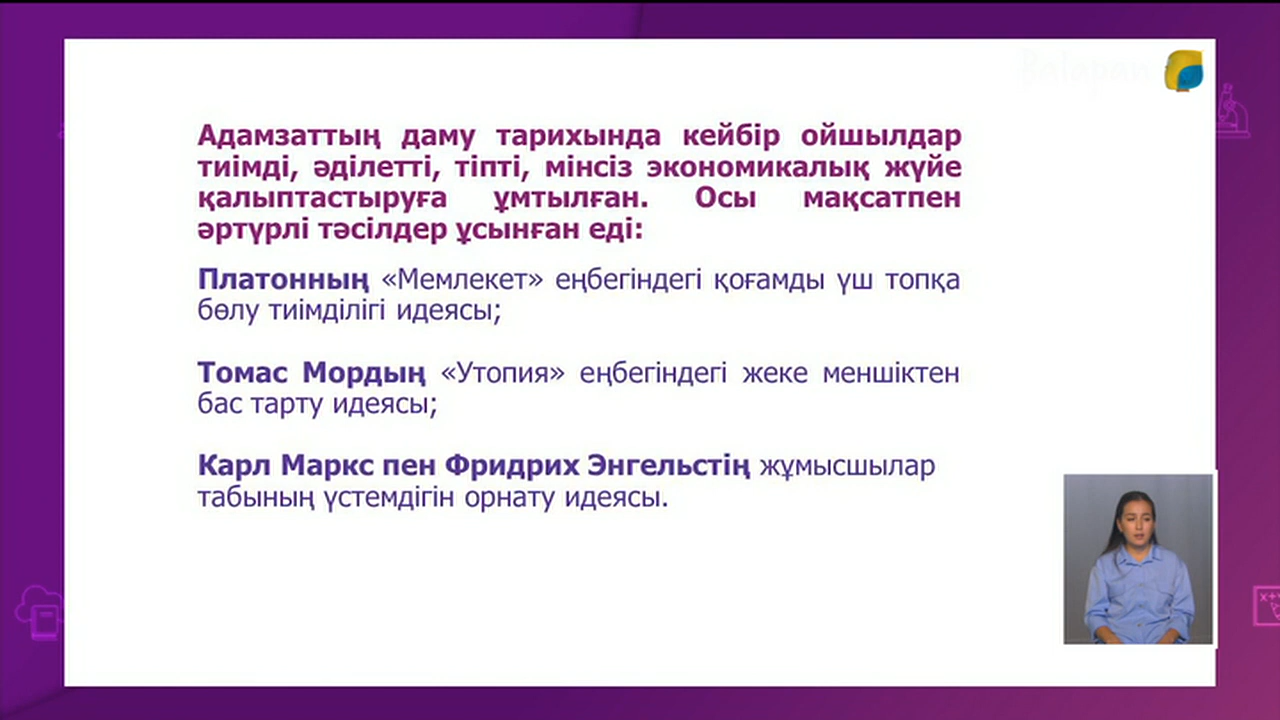 Balapan
Адамзаттың даму тарихында кейбір ойшылдар
тиімді, әділетті, тіпті, мінсіз экономикалық жүйе
қалыптастыруға ұмтылған. Осы мақсатпен
әртүрлі тәсілдер ұсынған еді:
Платонның «Мемлекет» еңбегіндегі қоғамды үш топқа
бөлу тиімділігі идеясы;
Томас Мордың «Утопия» еңбегіндегі жеке меншіктен
бас тарту идеясы;
Карл Маркс пен Фридрих Энгельстің жұмысшылар
табының үстемдігін орнату идеясы.